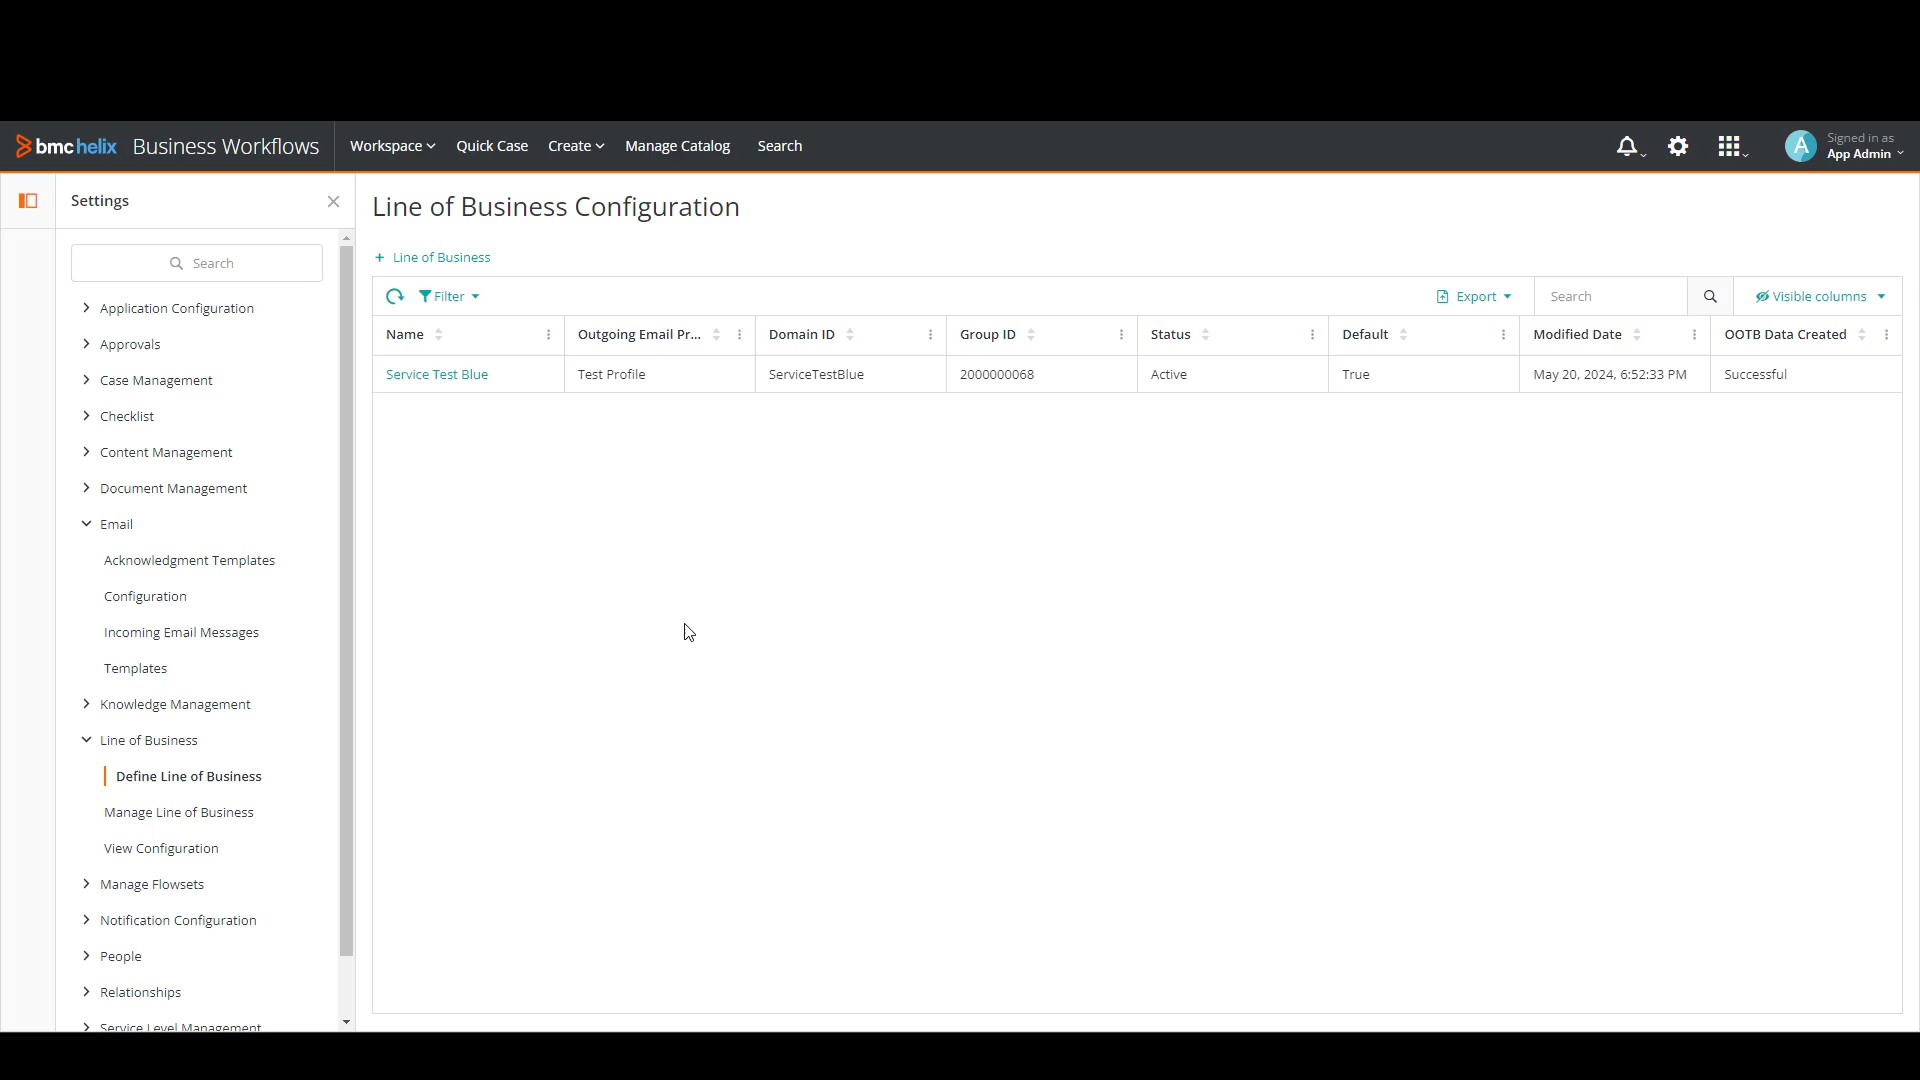 bmc helix Business Workflows Workspace Quick Case Create Manage Catalog Search A Signed in as
App Admin
Settings
Search
Application Configuration
Approvals
Case Management
Checklist
Content Management
Document Management
Email
Acknowledgment Templates
Configuration
Incoming Email Messages
Templates
Knowledge Management
Line of Business
Define Line of Business
Manage Line of Business
View Configuration
Manage Flowsets
Notification Configuration
People
Relationships
Service Level Management
Line of Business Configuration
+ Line of Business
Filter Export Search Visible columns
Name Outgoing Email Pr... Domain ID Group ID Status Default Modified Date OOTB Data Created
Service Test Blue Test Profile ServiceTestBlue 2000000068 Active True May 20, 2024, 6:52:33 PM Successful